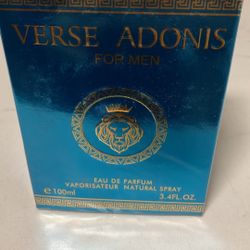 VERSE ADONIS
FOR MEN
EAU DE PARFUM
VAPORISATEUR NATURAL SPRAY
℮ 100ml 3.4FL.OZ.